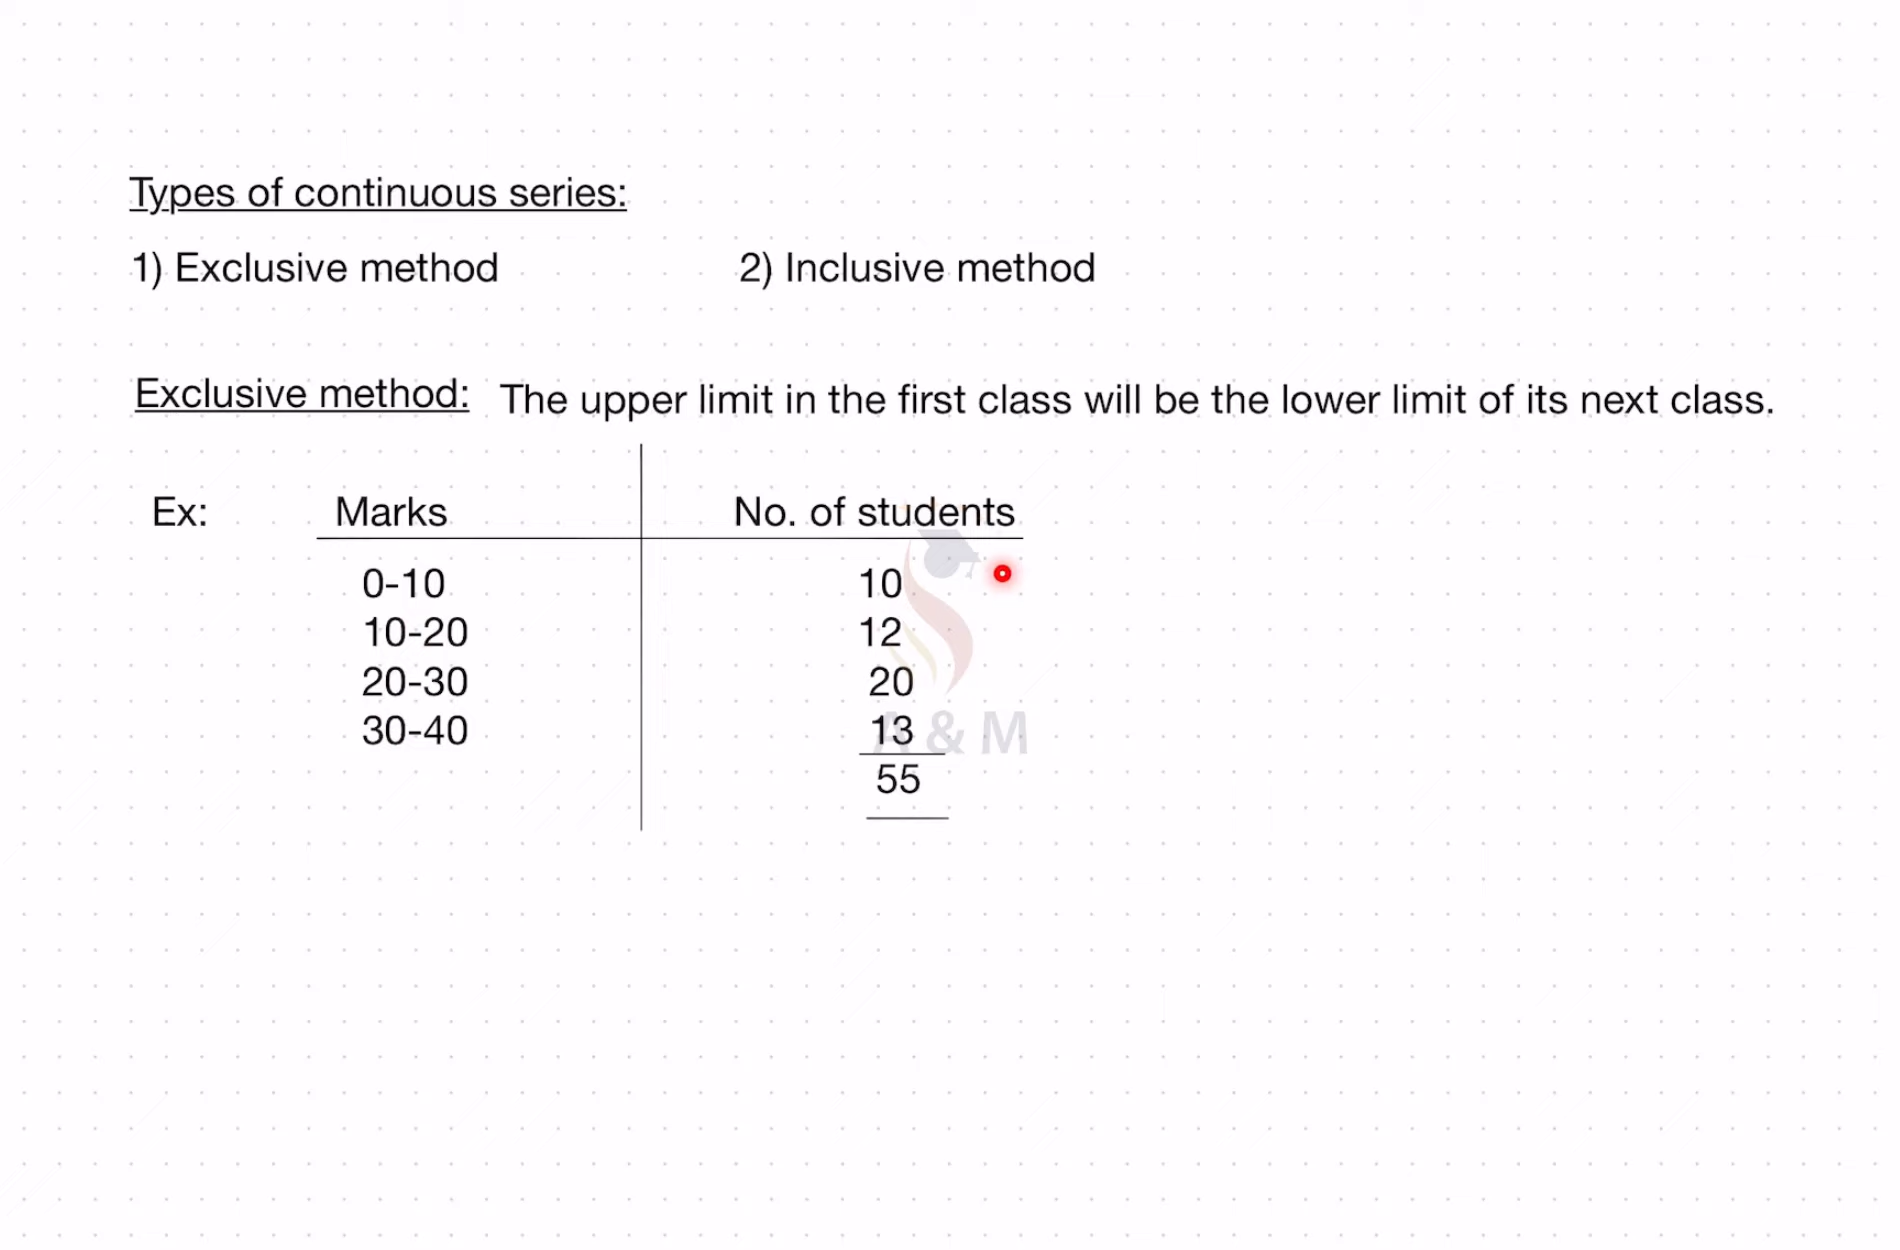 Types of continuous series:
1) Exclusive method 2) Inclusive method
Exclusive method: The upper limit in the first class will be the lower limit of its next class.
Ex: Marks No. of students
0-10 10
10-20 12
20-30 20
30-40 13
A & M
55